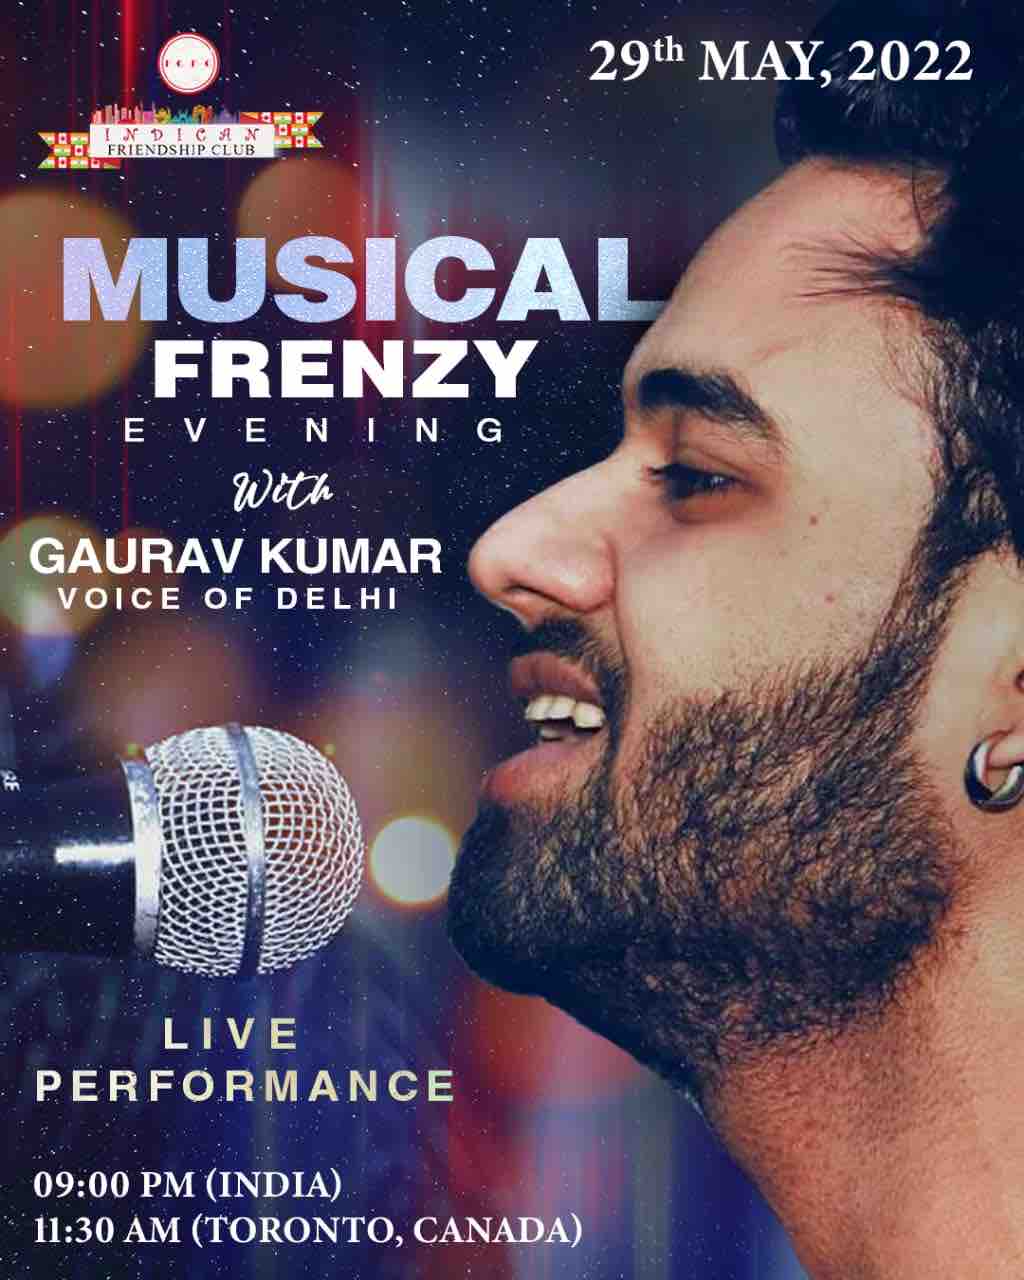 29th MAY, 2022
INDICAN
FRIENDSHIP CLUB
MUSICAL
FRENZY
EVENING
With
GAURAV KUMAR
VOICE OF DELHI
LIVE
PERFORMANCE
09:00 PM (INDIA)
11:30 AM (TORONTO, CANADA)